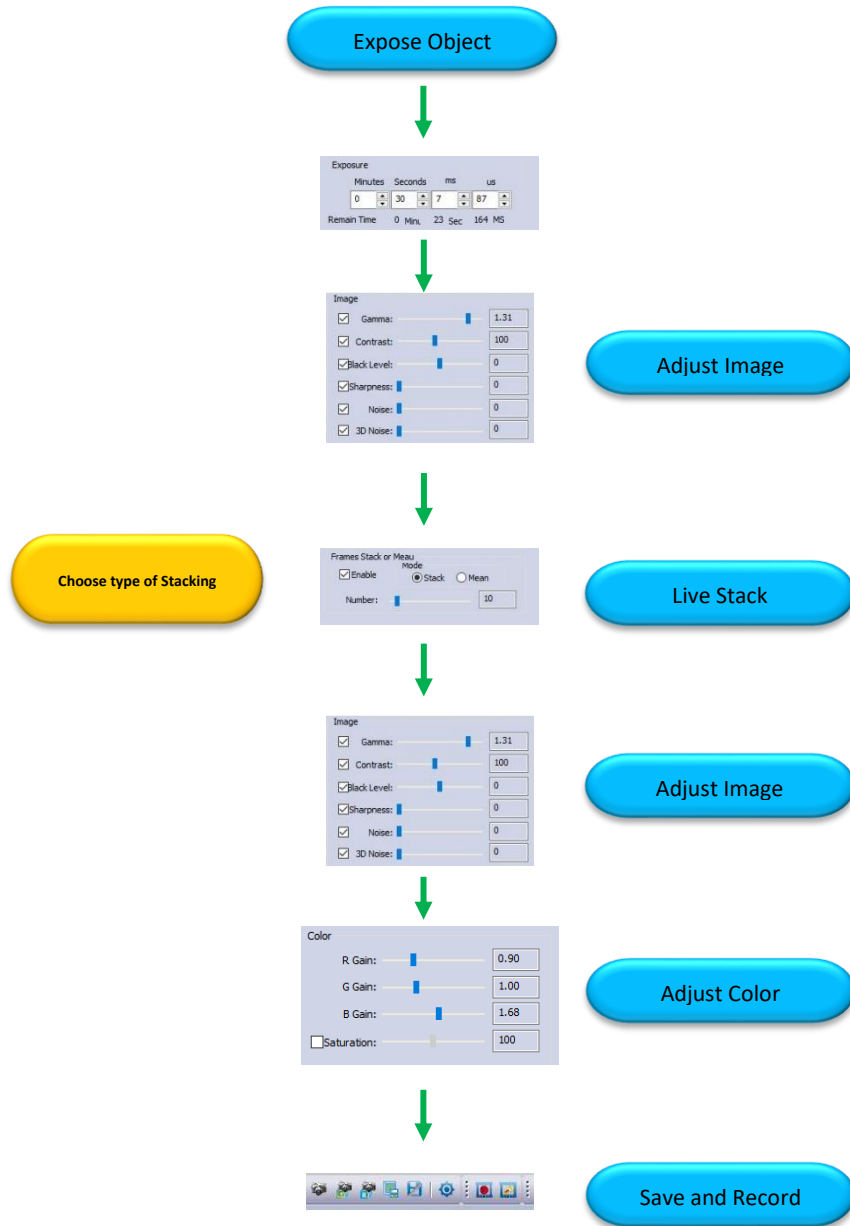 Expose Object
Exposure
Minutes Seconds ms us
0 30 7 87
Remain Time 0 Minu 23 Sec 164 MS
Image
Gamma: 1.31
Contrast: 100
Black Level: 0
Sharpness: 0
Noise: 0
3D Noise: 0
Adjust Image
Choose type of Stacking
Frames Stack or Meau
Mode
Enable Stack Mean
Number: 10
Live Stack
Image
Gamma: 1.31
Contrast: 100
Black Level: 0
Sharpness: 0
Noise: 0
3D Noise: 0
Adjust Image
Color
R Gain: 0.90
G Gain: 1.00
B Gain: 1.68
Saturation: 100
Adjust Color
Save and Record